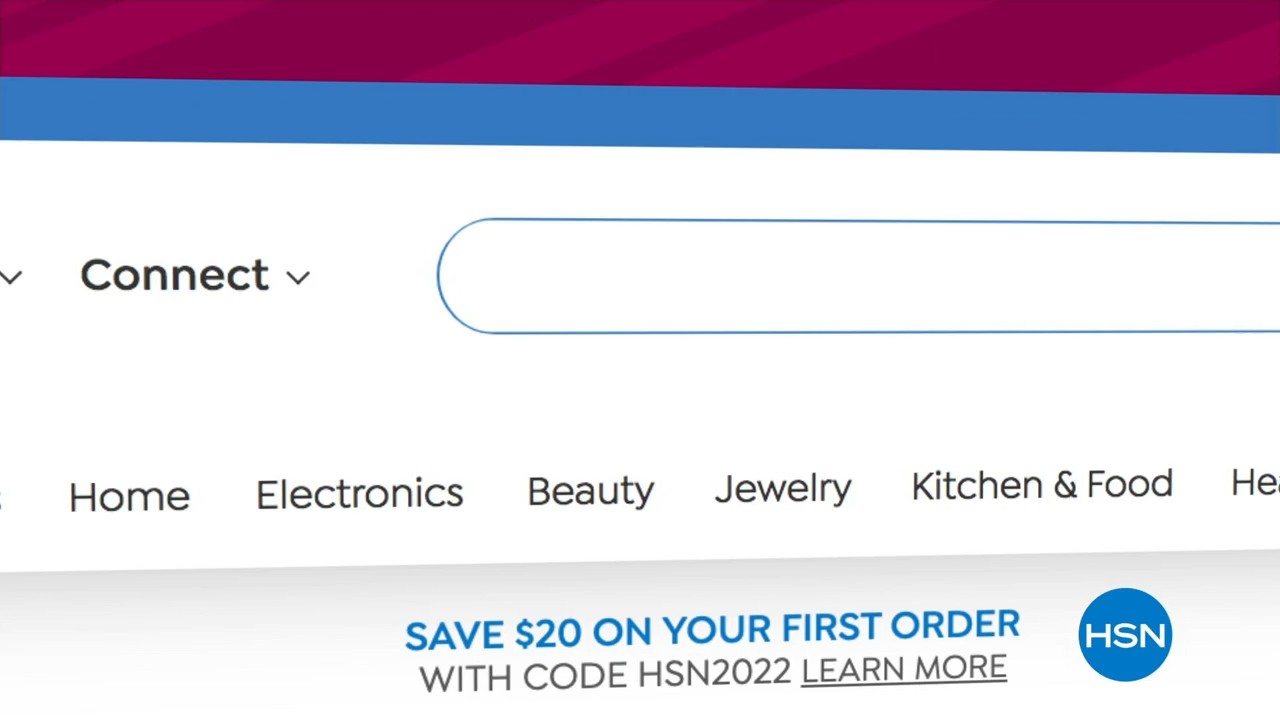 Connect
Home Electronics Beauty Jewelry Kitchen & Food
SAVE $20 ON YOUR FIRST ORDER
WITH CODE HSN2022 LEARN MORE
HSN